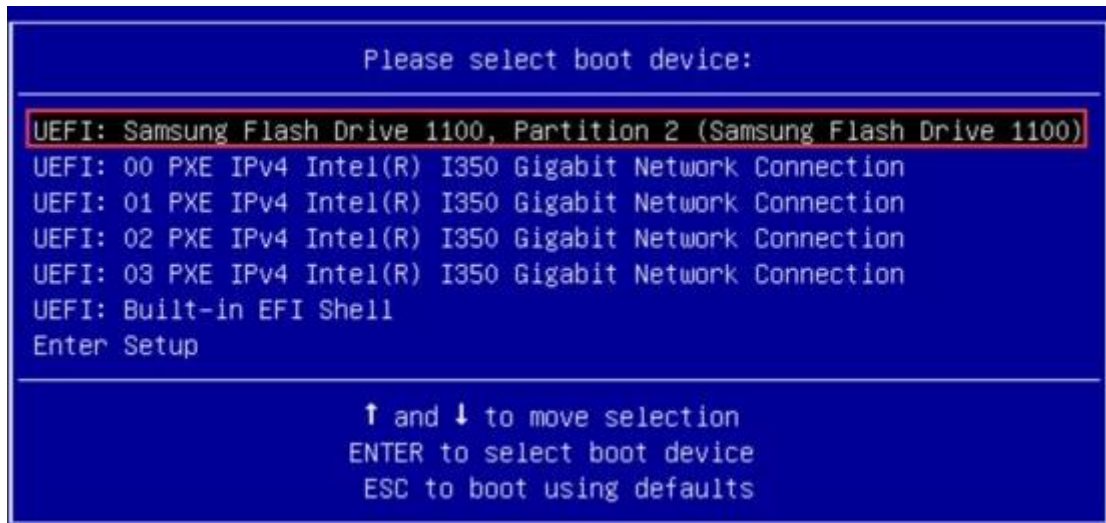 Please select boot device:
UEFI: Samsung Flash Drive 1100, Partition 2 (Samsung Flash Drive 1100)
UEFI: 00 PXE IPv4 Intel(R) I350 Gigabit Network Connection
UEFI: 01 PXE IPv4 Intel(R) I350 Gigabit Network Connection
UEFI: 02 PXE IPv4 Intel(R) I350 Gigabit Network Connection
UEFI: 03 PXE IPv4 Intel(R) I350 Gigabit Network Connection
UEFI: Built-in EFI Shell
Enter Setup
↑ and ↓ to move selection
ENTER to select boot device
ESC to boot using defaults